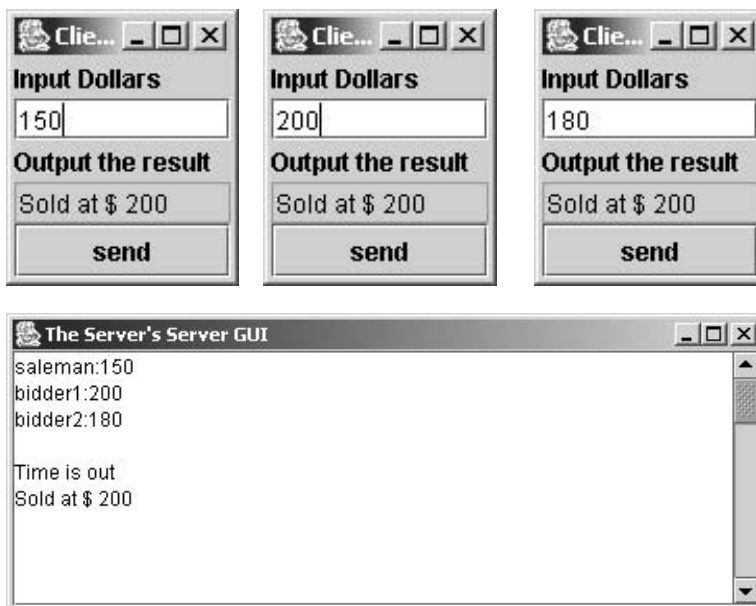 Clie...
Input Dollars
150
Output the result
Sold at $ 200
send
Clie...
Input Dollars
200
Output the result
Sold at $ 200
send
Clie...
Input Dollars
180
Output the result
Sold at $ 200
send
The Server's Server GUI
saleman:150
bidder1:200
bidder2:180
Time is out
Sold at $ 200